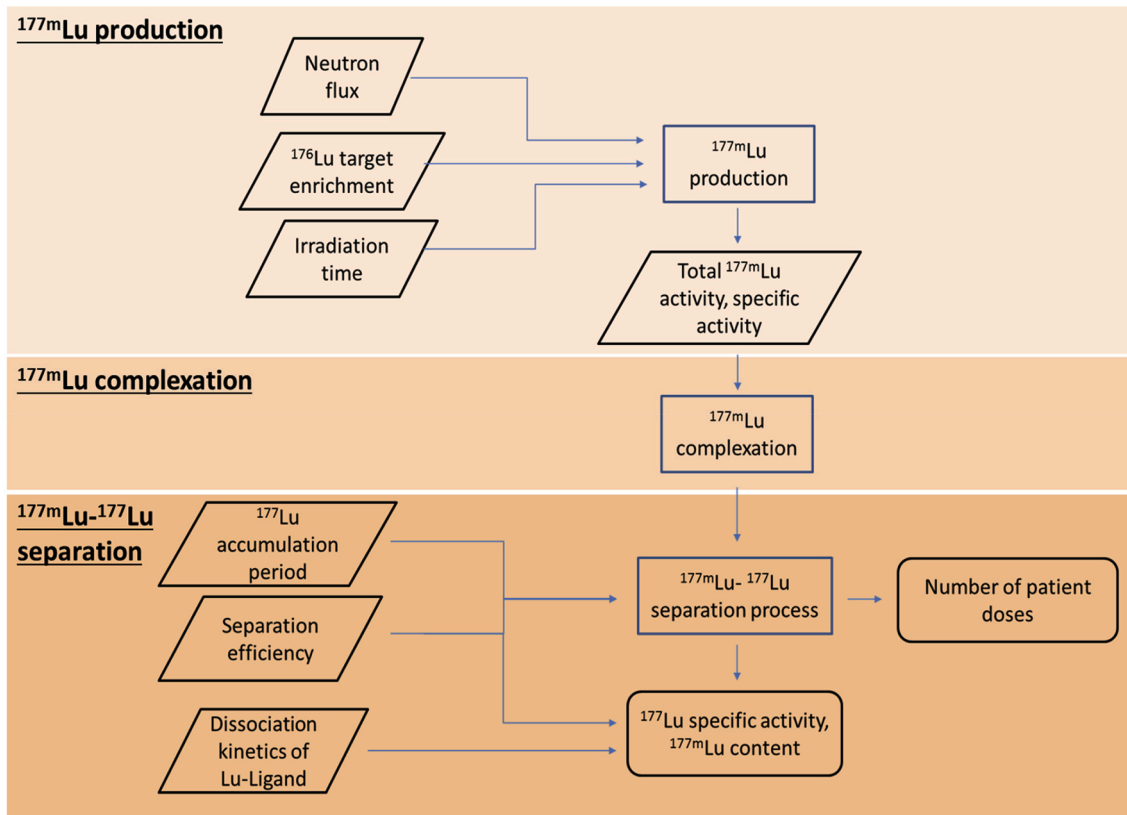 ¹⁷⁷ᵐLu production
Neutron
flux
¹⁷⁶Lu target
enrichment
Irradiation
time
¹⁷⁷ᵐLu
production
Total ¹⁷⁷ᵐLu
activity, specific
activity
¹⁷⁷ᵐLu complexation
¹⁷⁷ᵐLu
complexation
¹⁷⁷ᵐLu-¹⁷⁷Lu
separation
¹⁷⁷Lu
accumulation
period
Separation
efficiency
Dissociation
kinetics of
Lu-Ligand
¹⁷⁷ᵐLu- ¹⁷⁷Lu
separation process
Number of patient
doses
¹⁷⁷Lu specific activity,
¹⁷⁷ᵐLu content